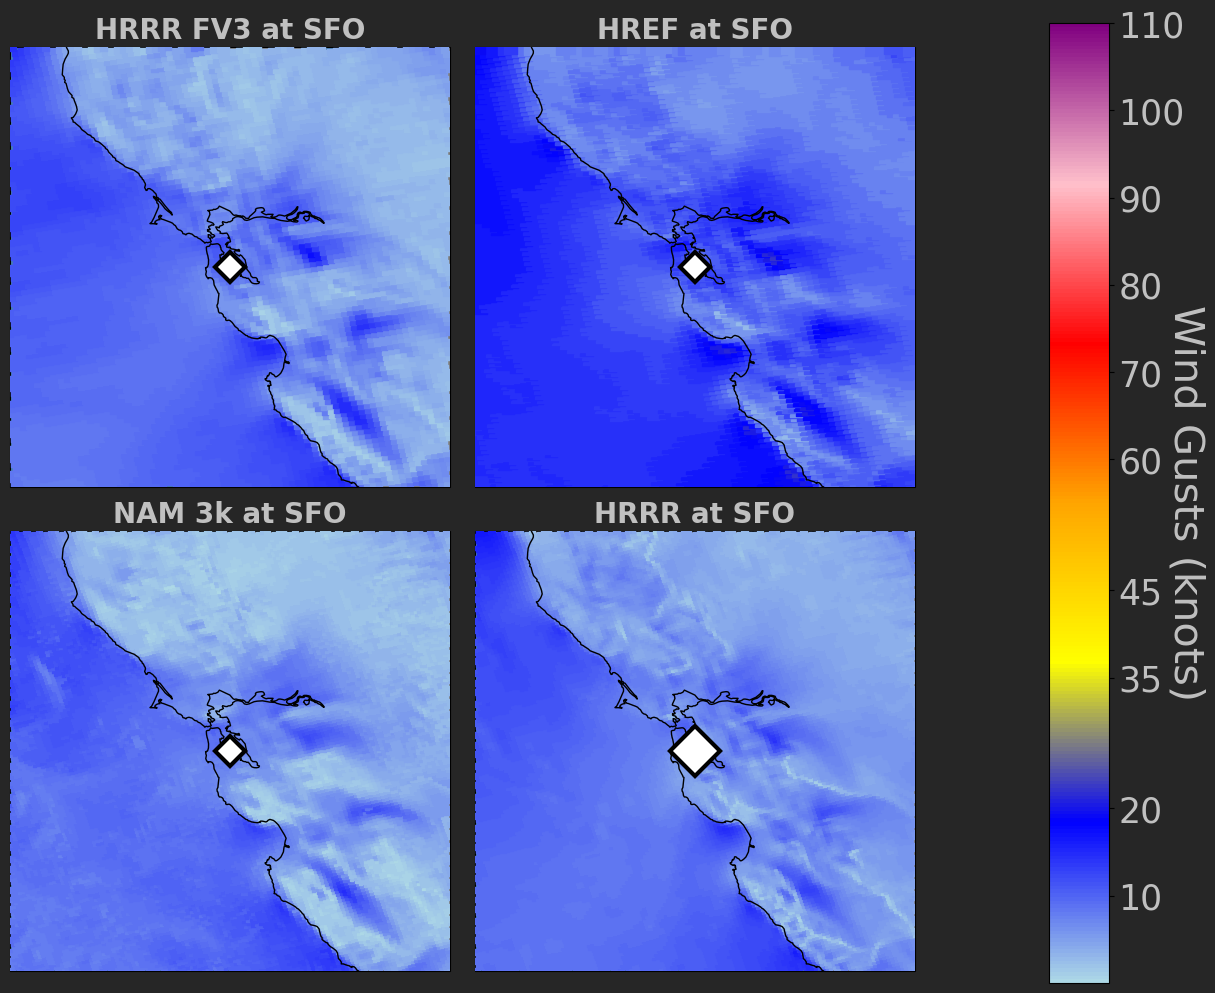 HRRR FV3 at SFO
HREF at SFO
NAM 3k at SFO
HRRR at SFO
110
100
90
80
70
60
45
35
20
10
Wind Gusts (knots)